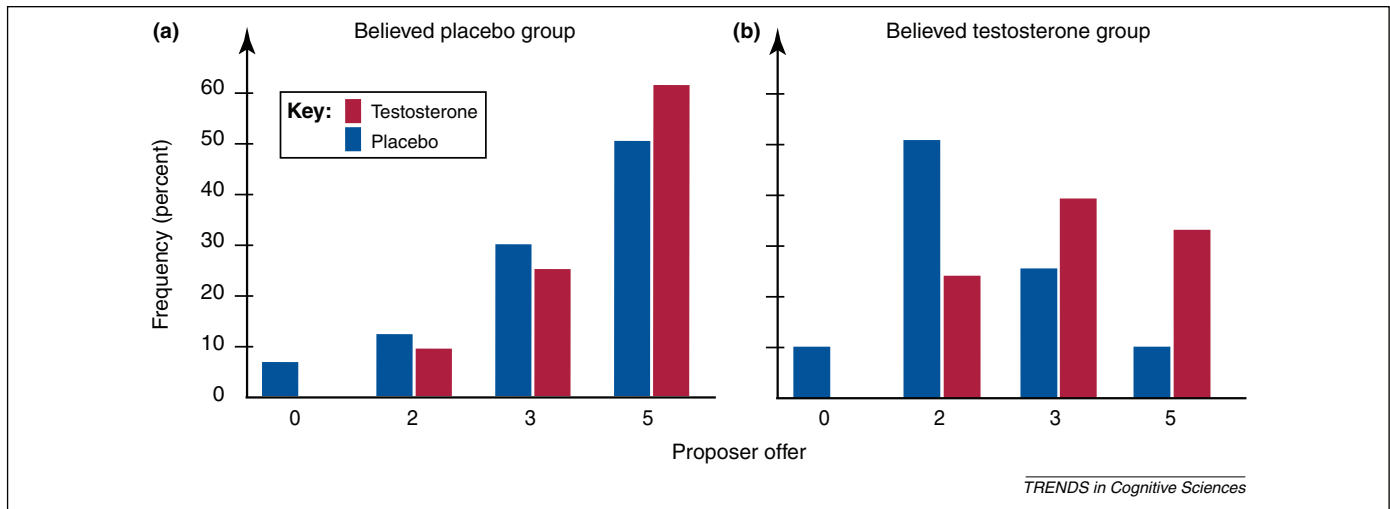 (a) Believed placebo group
(b) Believed testosterone group
Key: Testosterone
Placebo
Frequency (percent)
60
50
40
30
20
10
0
0 2 3 5
0 2 3 5
Proposer offer
TRENDS in Cognitive Sciences